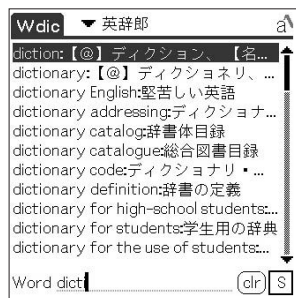 Wdic ▼ 英辞郎 a
diction:【@】ディクション、【名...
dictionary:【@】ディクショネリ、...
dictionary English:堅苦しい英語
dictionary addressing:ディクショナ...
dictionary catalog:辞書体目録
dictionary catalogue:総合図書目録
dictionary code:ディクショナリ・...
dictionary definition:辞書の定義
dictionary for high-school students:...
dictionary for students:学生用の辞典
dictionary for the use of students:...
Word dicti clr S